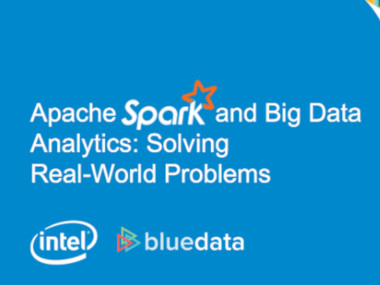 Apache Spark and Big Data
Analytics: Solving
Real-World Problems
intel bluedata